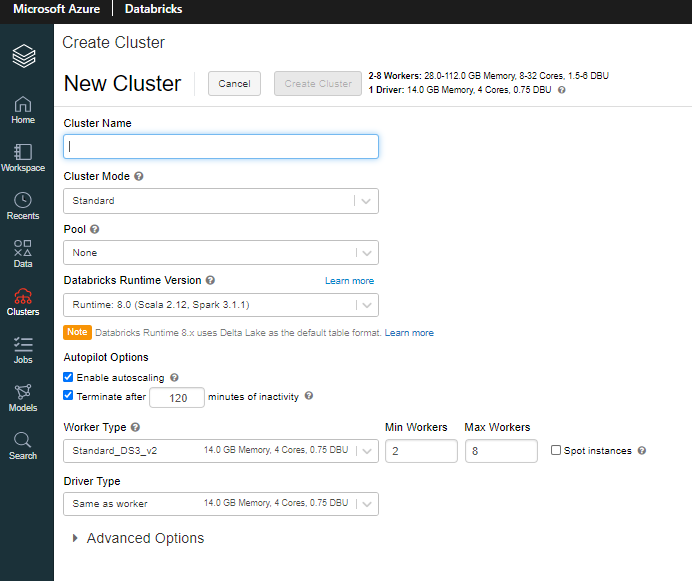 Microsoft Azure Databricks
Create Cluster
New Cluster Cancel Create Cluster
2-8 Workers: 28.0-112.0 GB Memory, 8-32 Cores, 1.5-6 DBU
1 Driver: 14.0 GB Memory, 4 Cores, 0.75 DBU ?
Home
Workspace
Recents
Data
Clusters
Jobs
Models
Search
Cluster Name
Cluster Mode ?
Standard
Pool ?
None
Databricks Runtime Version ? Learn more
Runtime: 8.0 (Scala 2.12, Spark 3.1.1)
Note Databricks Runtime 8.x uses Delta Lake as the default table format. Learn more
Autopilot Options
Enable autoscaling ?
Terminate after 120 minutes of inactivity ?
Worker Type ? Min Workers Max Workers
Standard_DS3_v2 14.0 GB Memory, 4 Cores, 0.75 DBU 2 8 Spot instances ?
Driver Type
Same as worker 14.0 GB Memory, 4 Cores, 0.75 DBU
Advanced Options